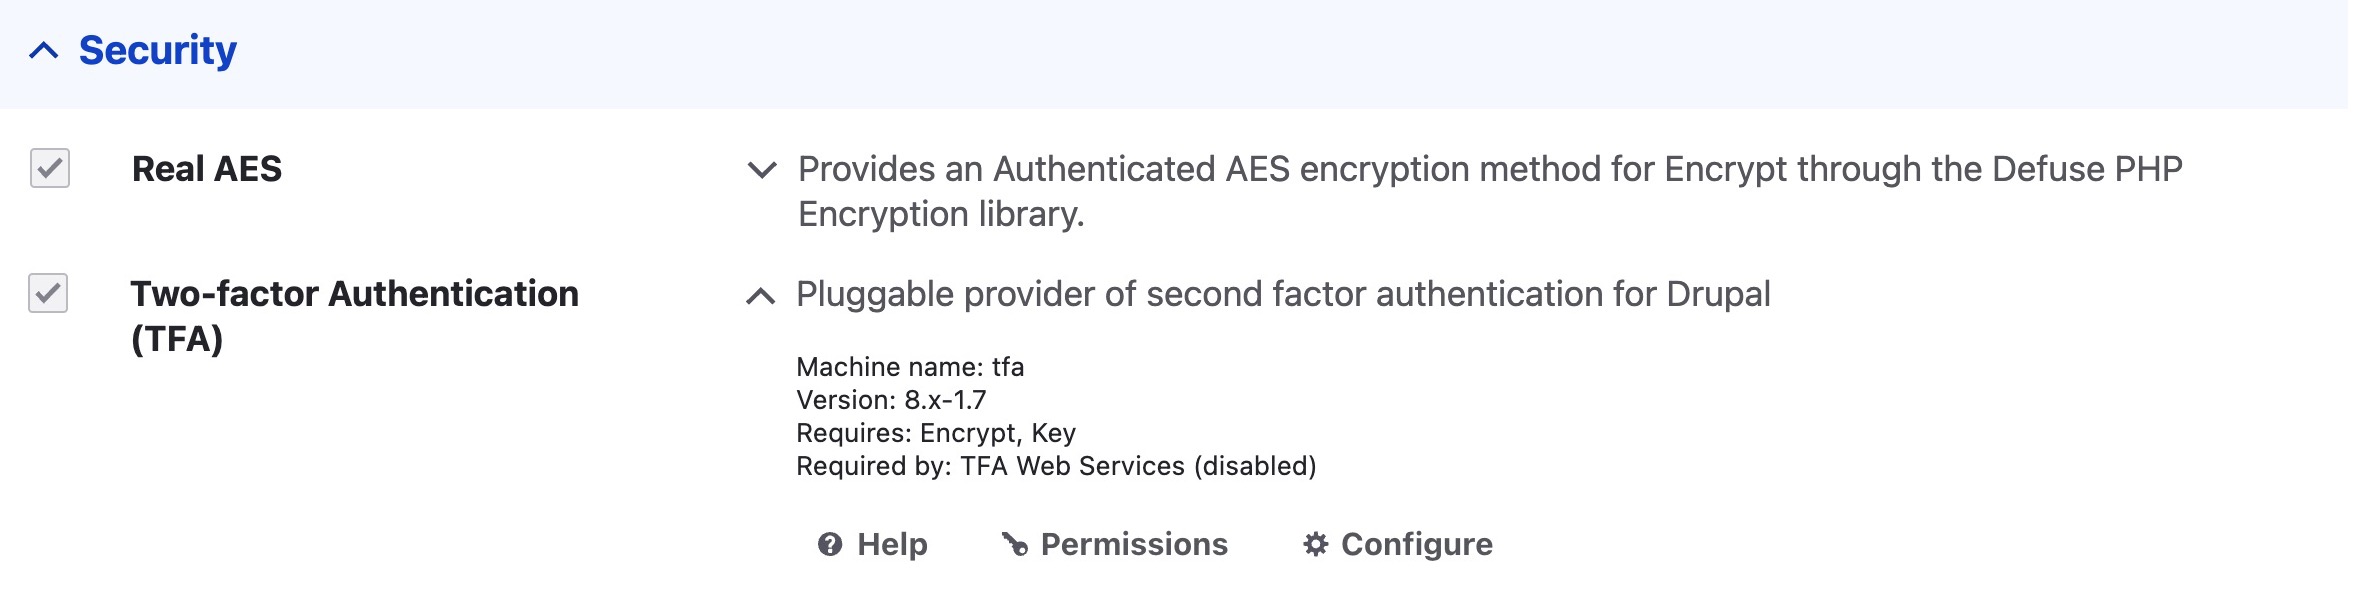 Security
Real AES
Provides an Authenticated AES encryption method for Encrypt through the Defuse PHP
Encryption library.
Two-factor Authentication
(TFA)
Pluggable provider of second factor authentication for Drupal
Machine name: tfa
Version: 8.x-1.7
Requires: Encrypt, Key
Required by: TFA Web Services (disabled)
Help Permissions Configure